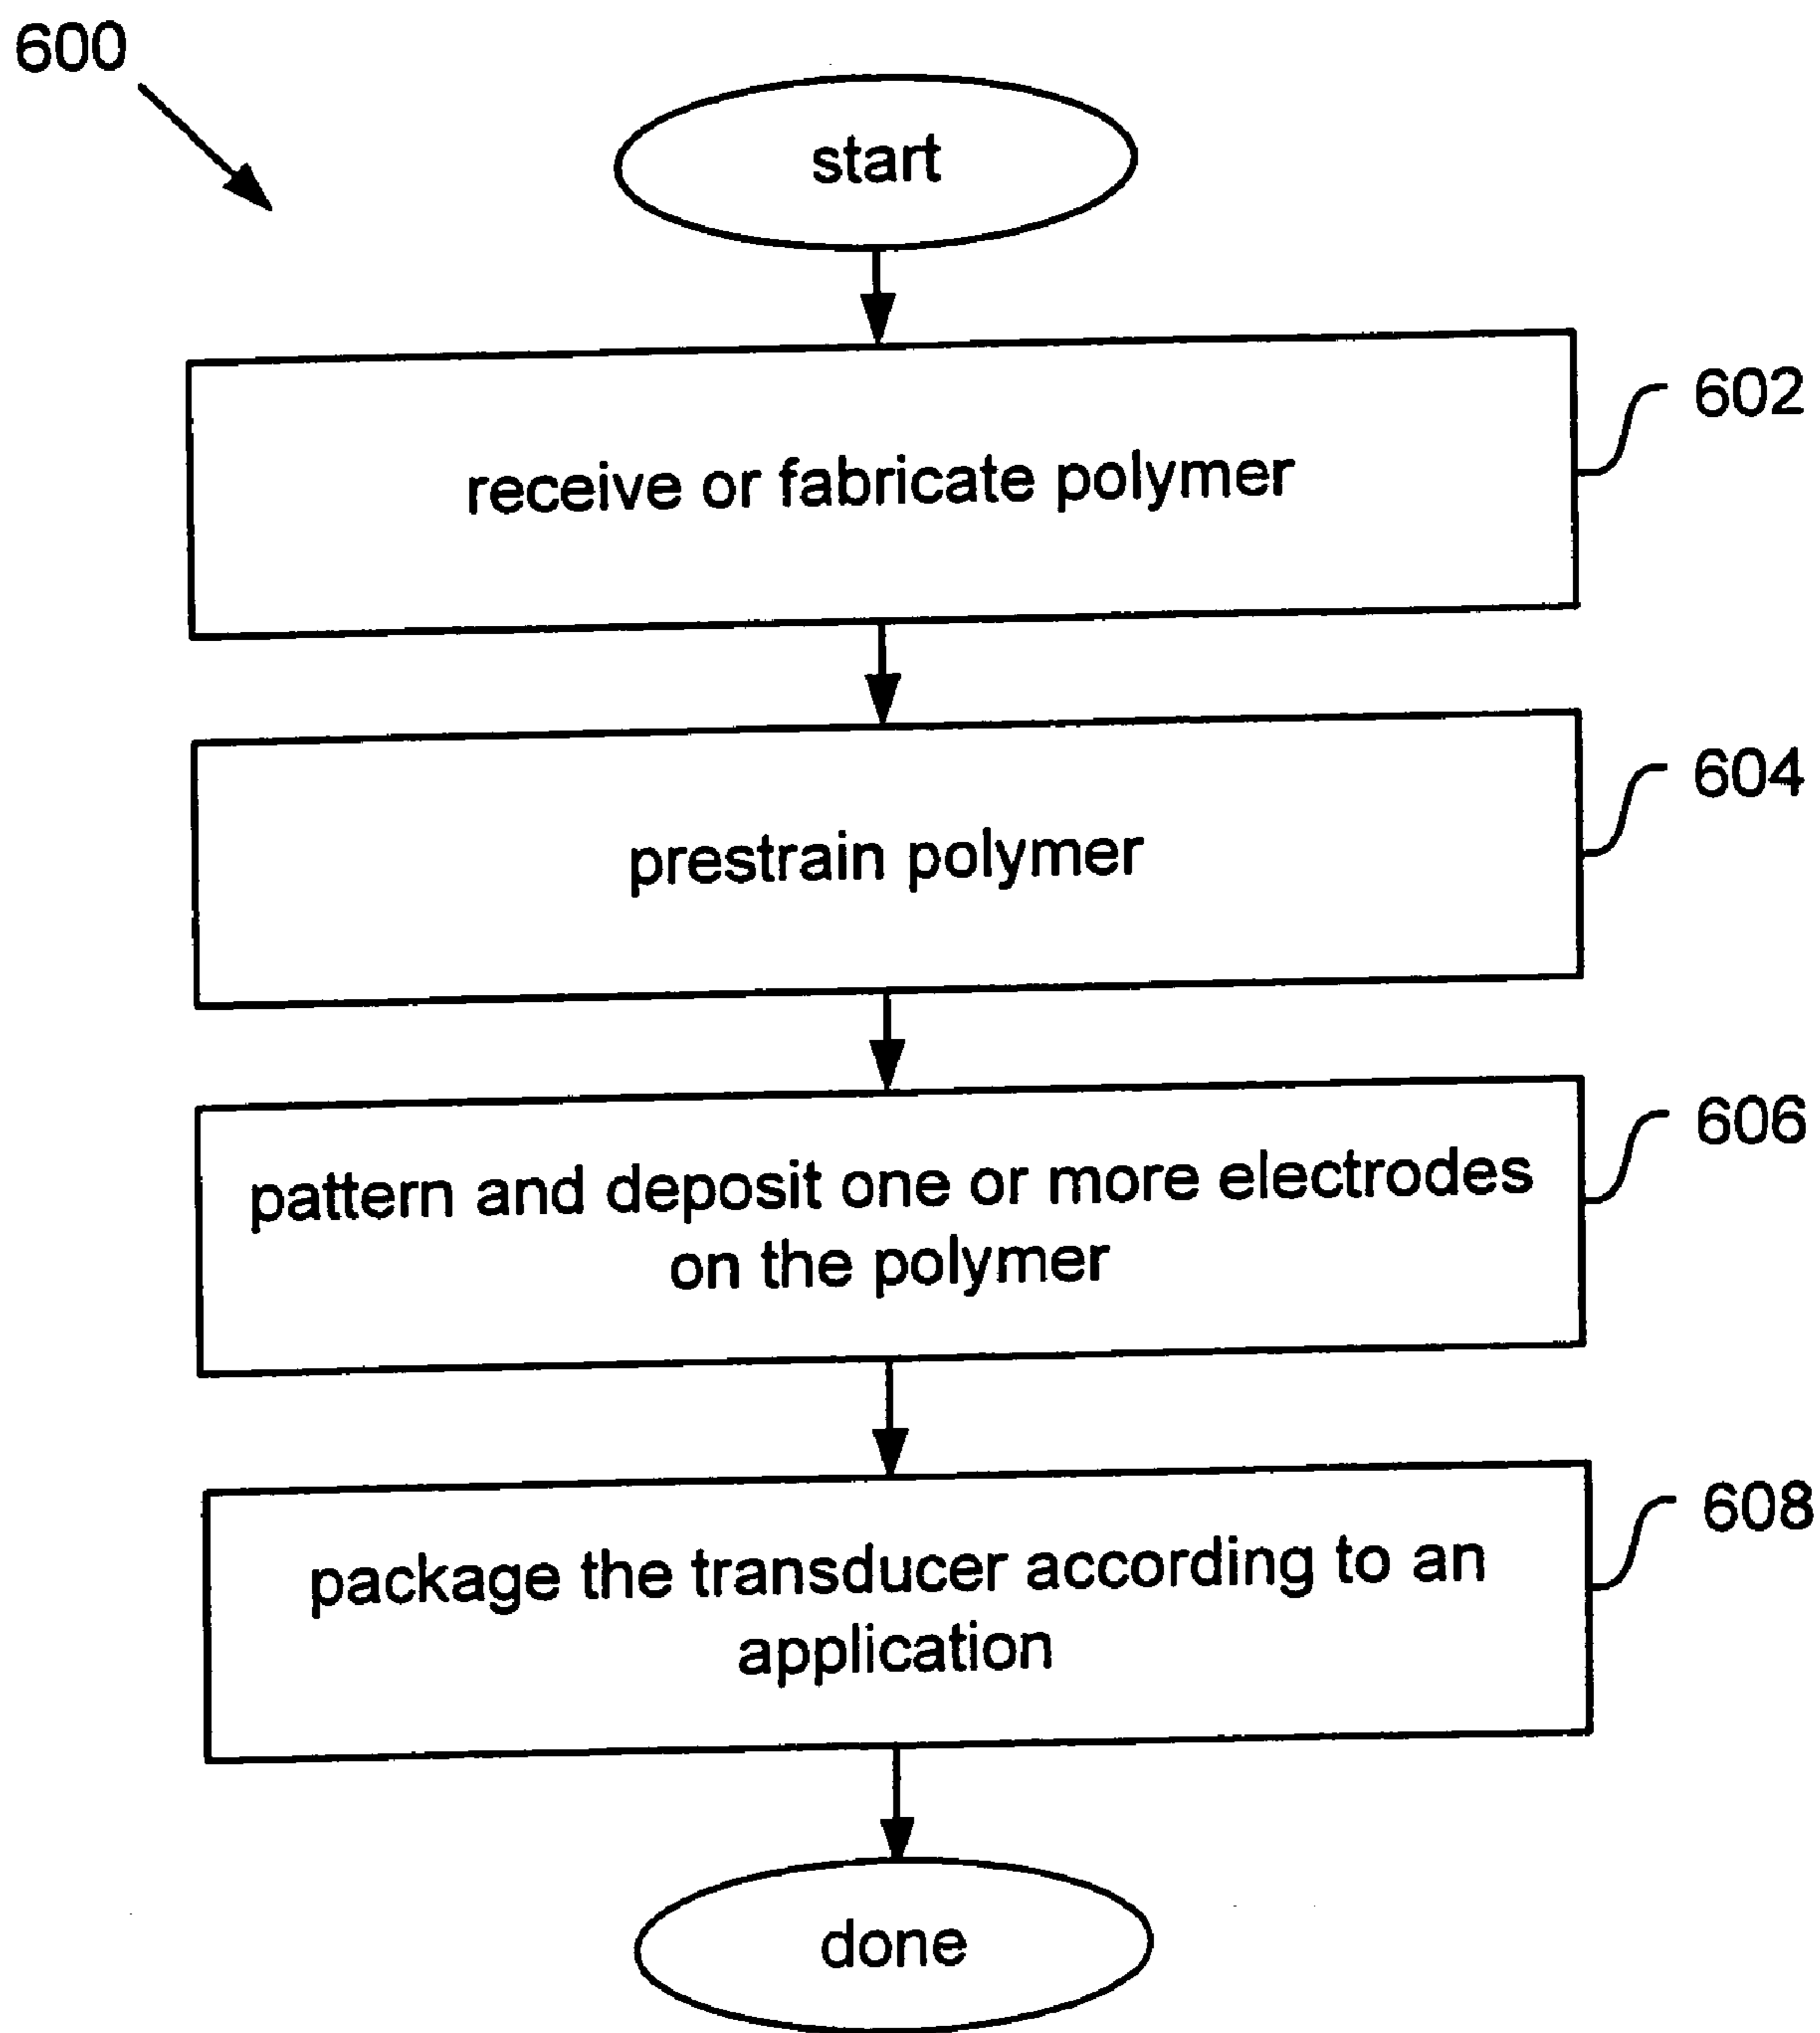 600
start
602
receive or fabricate polymer
604
prestrain polymer
606
pattern and deposit one or more electrodes
on the polymer
608
package the transducer according to an
application
done